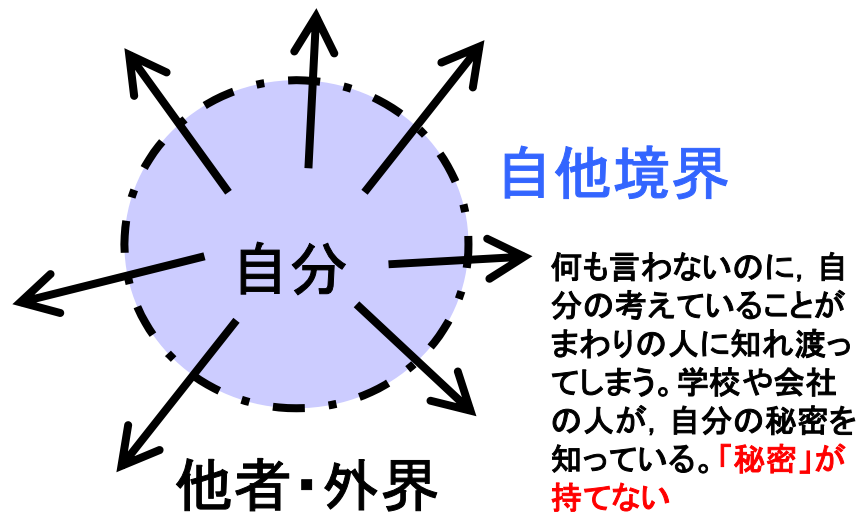 自他境界
自分
何も言わないのに，自
分の考えていることが
まわりの人に知れ渡っ
てしまう。学校や会社
の人が，自分の秘密を
知っている。「秘密」が
持てない
他者・外界